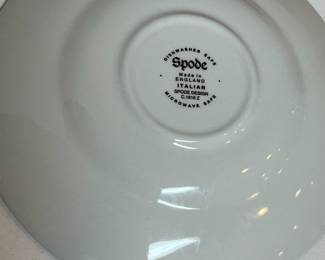 DISHWASHER SAFE
Spode
Made in
ENGLAND
ITALIAN
SPODE DESIGN
C.1816.Z
MICROWAVE SAFE